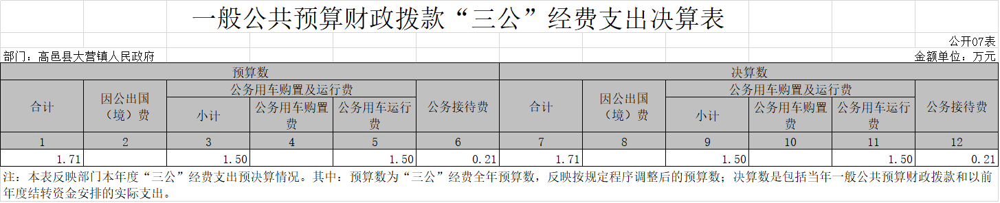 一般公共预算财政拨款“三公”经费支出决算表
公开07表
部门：高邑县大营镇人民政府 金额单位：万元
预算数 决算数
合计 因公出国（境）费 公务用车购置及运行费 公务接待费 合计 因公出国（境）费 公务用车购置及运行费 公务接待费
小计 公务用车购置费 公务用车运行费 小计 公务用车购置费 公务用车运行费
1 2 3 4 5 6 7 8 9 10 11 12
1.71 1.50 1.50 0.21 1.71 1.50 1.50 0.21
注：本表反映部门本年度“三公”经费支出预决算情况。其中：预算数为“三公”经费全年预算数，反映按规定程序调整后的预算数；决算数是包括当年一般公共预算财政拨款和以前
年度结转资金安排的实际支出。